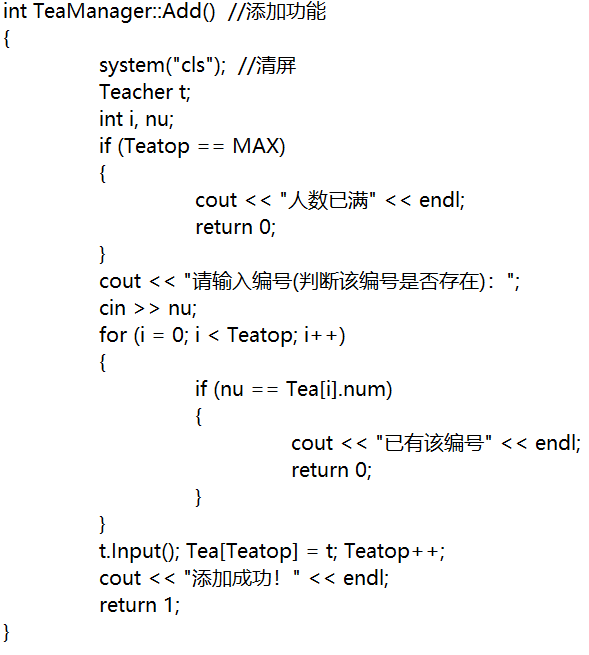 int TeaManager::Add()  //添加功能
{
system("cls");  //清屏
Teacher t;
int i, nu;
if (Teatop == MAX)
{
cout << "人数已满" << endl;
return 0;
}
cout << "请输入编号(判断该编号是否存在)：";
cin >> nu;
for (i = 0; i < Teatop; i++)
{
if (nu == Tea[i].num)
{
cout << "已有该编号" << endl;
return 0;
}
}
t.Input(); Tea[Teatop] = t; Teatop++;
cout << "添加成功！" << endl;
return 1;
}